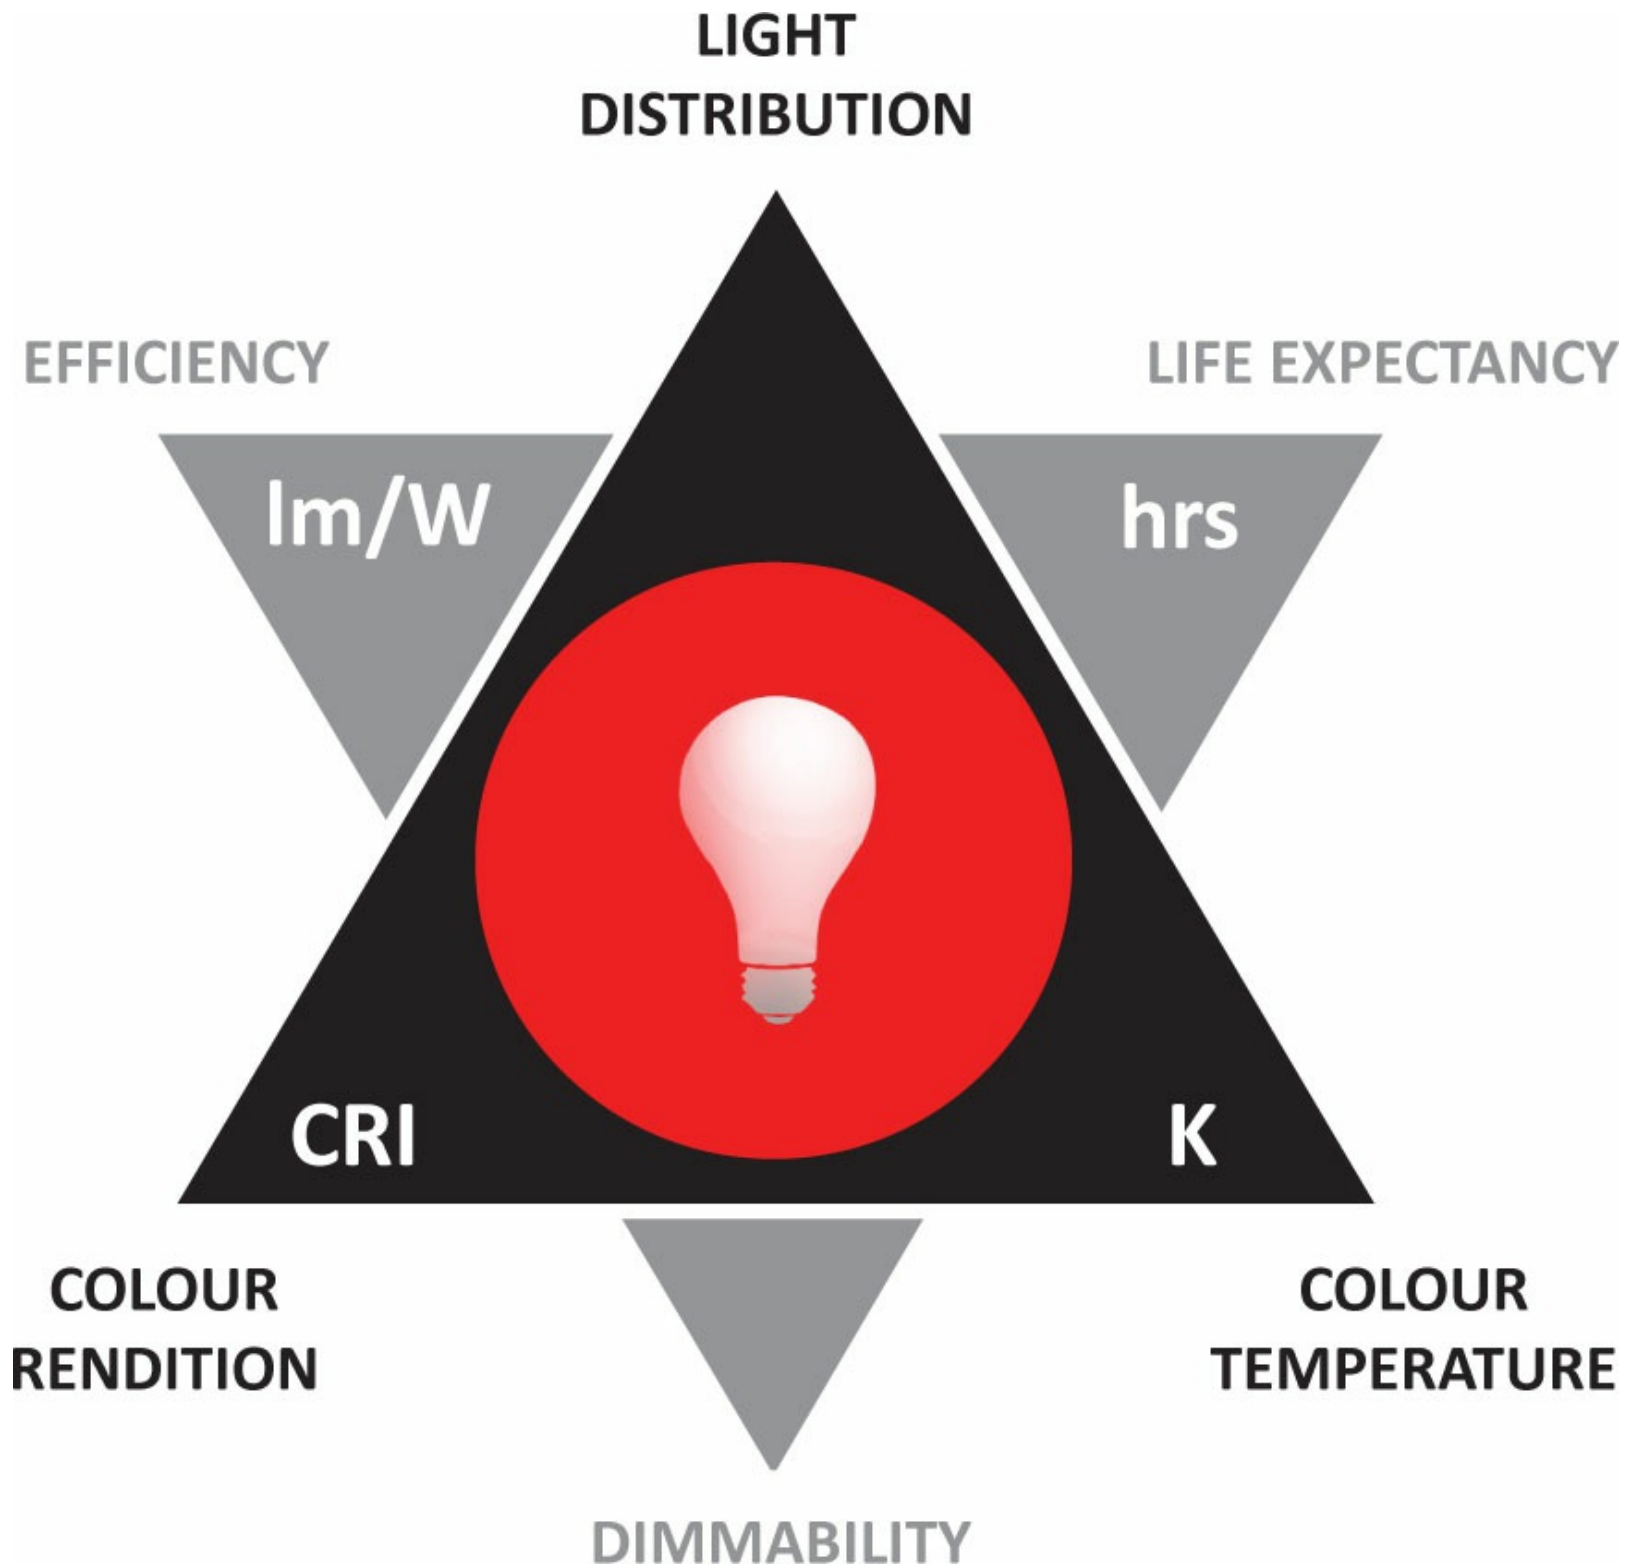 LIGHT
DISTRIBUTION
EFFICIENCY
LIFE EXPECTANCY
lm/W
hrs
CRI
K
COLOUR
RENDITION
COLOUR
TEMPERATURE
DIMMABILITY